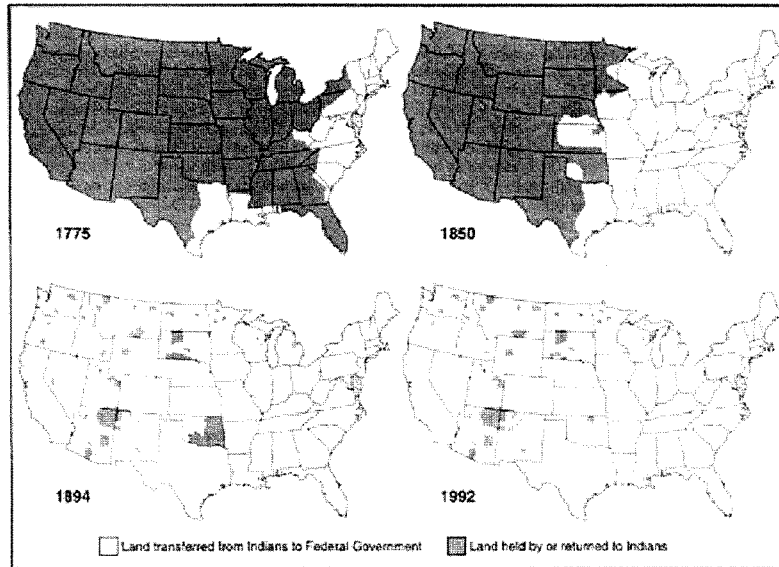 1775
1850
1894
1992
Land transferred from Indians to Federal Government
Land held by or returned to Indians